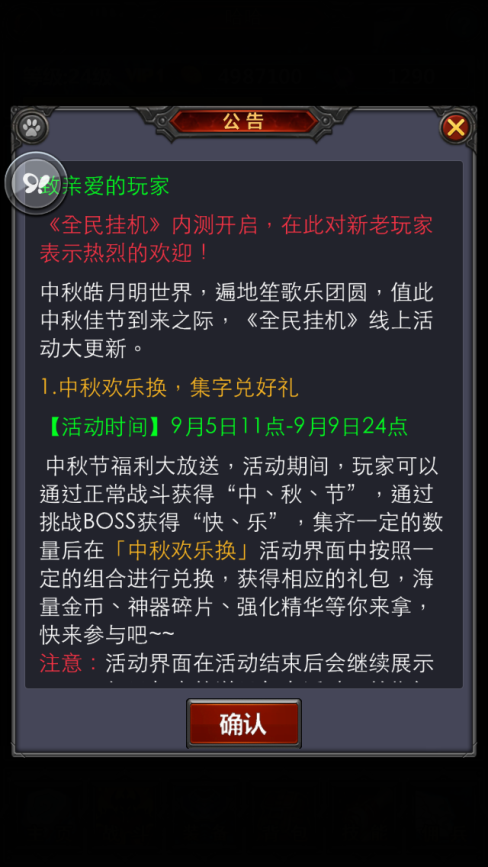 公告
致亲爱的玩家
《全民挂机》内测开启，在此对新老玩家
表示热烈的欢迎！
中秋皓月明世界，遍地笙歌乐团圆，值此
中秋佳节到来之际，《全民挂机》线上活
动大更新。
1.中秋欢乐换，集字兑好礼
【活动时间】9月5日11点-9月9日24点
中秋节福利大放送，活动期间，玩家可以
通过正常战斗获得“中、秋、节”，通过
挑战BOSS获得“快、乐”，集齐一定的数
量后在「中秋欢乐换」活动界面中按照一
定的组合进行兑换，获得相应的礼包，海
量金币、神器碎片、强化精华等你来拿，
快来参与吧~~
注意：活动界面在活动结束后会继续展示
确认